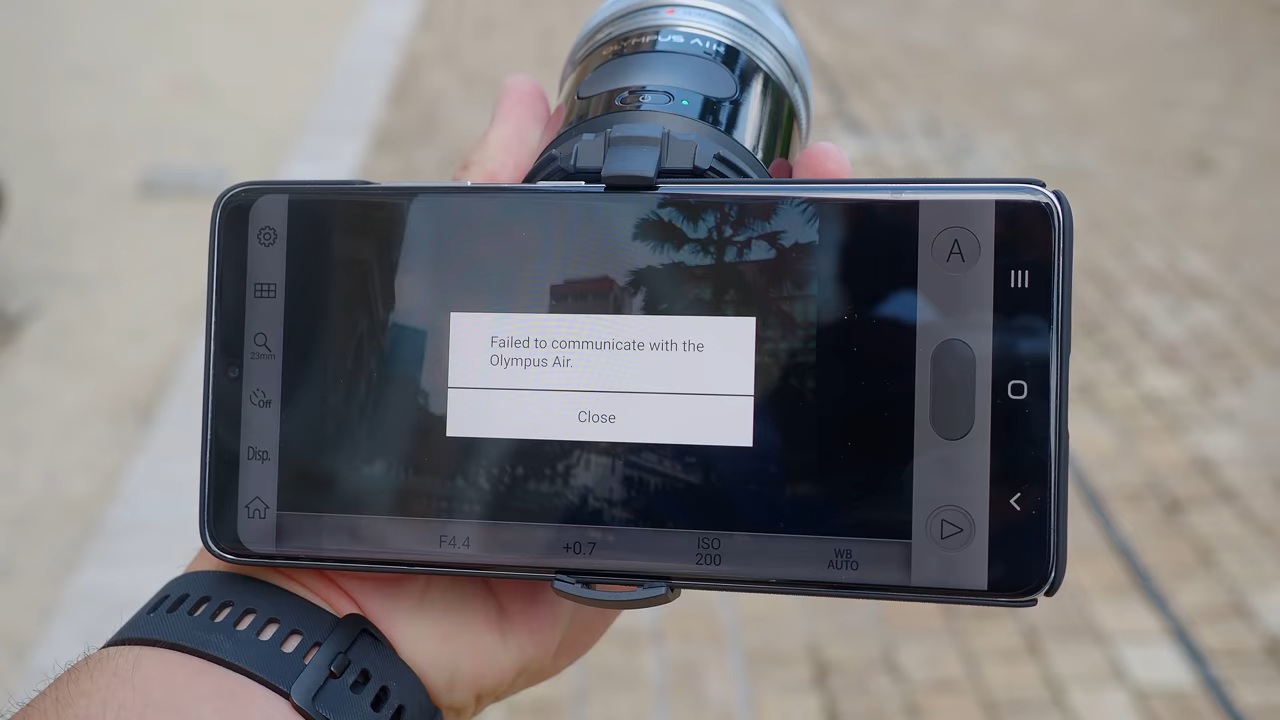 OLYMPUS AIR
A
23mm
Failed to communicate with the
Olympus Air.
Close
Off
Disp.
F4.4
+0.7
ISO
200
WB
AUTO